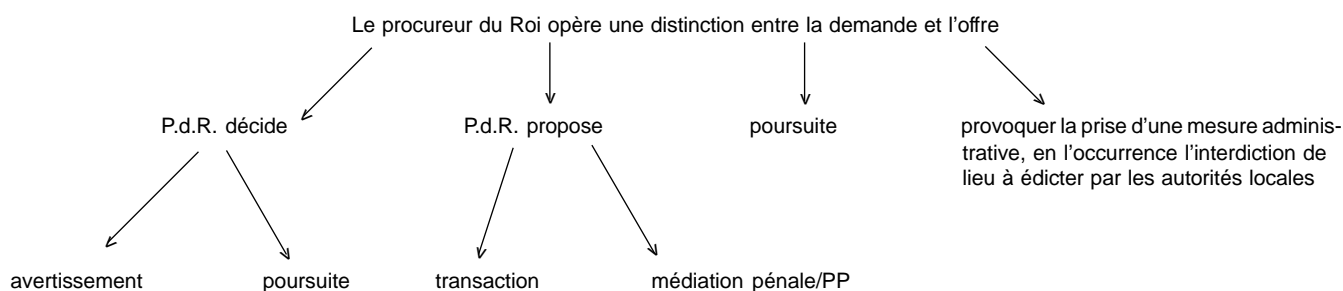 Le procureur du Roi opère une distinction entre la demande et l’offre
P.d.R. décide
P.d.R. propose
poursuite
provoquer la prise d’une mesure adminis-
trative, en l’occurrence l’interdiction de
lieu à édicter par les autorités locales
avertissement
poursuite
transaction
médiation pénale/PP